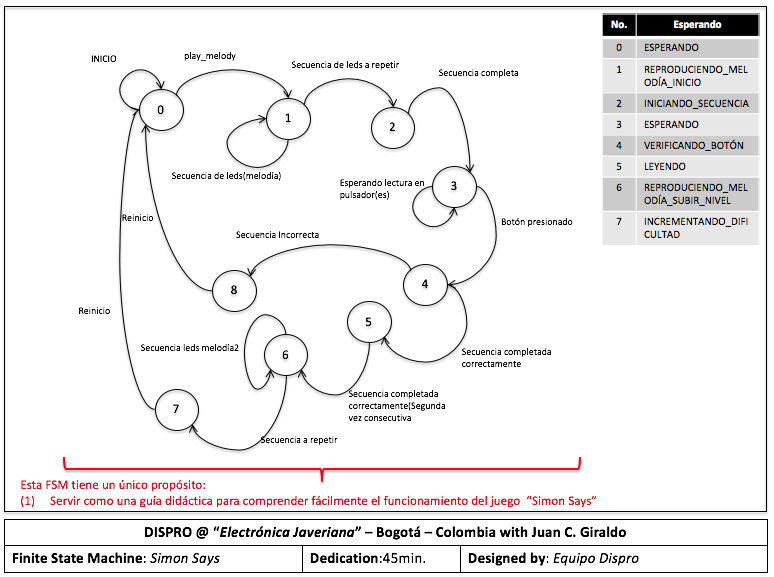 INICIO
play_melody
Secuencia de leds a repetir
Secuencia completa
0
1
2
3
Secuencia de leds(melodía)
Esperando lectura en
pulsador(es)
Botón presionado
Reinicio
Secuencia Incorrecta
8
4
Reinicio
5
Secuencia leds melodía2
6
Secuencia completada
correctamente
Secuencia completada
correctamente(Segunda
vez consecutiva
7
Secuencia a repetir
No. Esperando
0 ESPERANDO
1 REPRODUCIENDO_MEL
ODÍA_INICIO
2 INICIANDO_SECUENCIA
3 ESPERANDO
4 VERIFICANDO_BOTÓN
5 LEYENDO
6 REPRODUCIENDO_MEL
ODÍA_SUBIR_NIVEL
7 INCREMENTANDO_DIFI
CULTAD
Esta FSM tiene un único propósito:
(1) Servir como una guía didáctica para comprender fácilmente el funcionamiento del juego “Simon Says”
DISPRO @ “Electrónica Javeriana” – Bogotá – Colombia with Juan C. Giraldo
Finite State Machine: Simon Says
Dedication:45min.
Designed by: Equipo Dispro